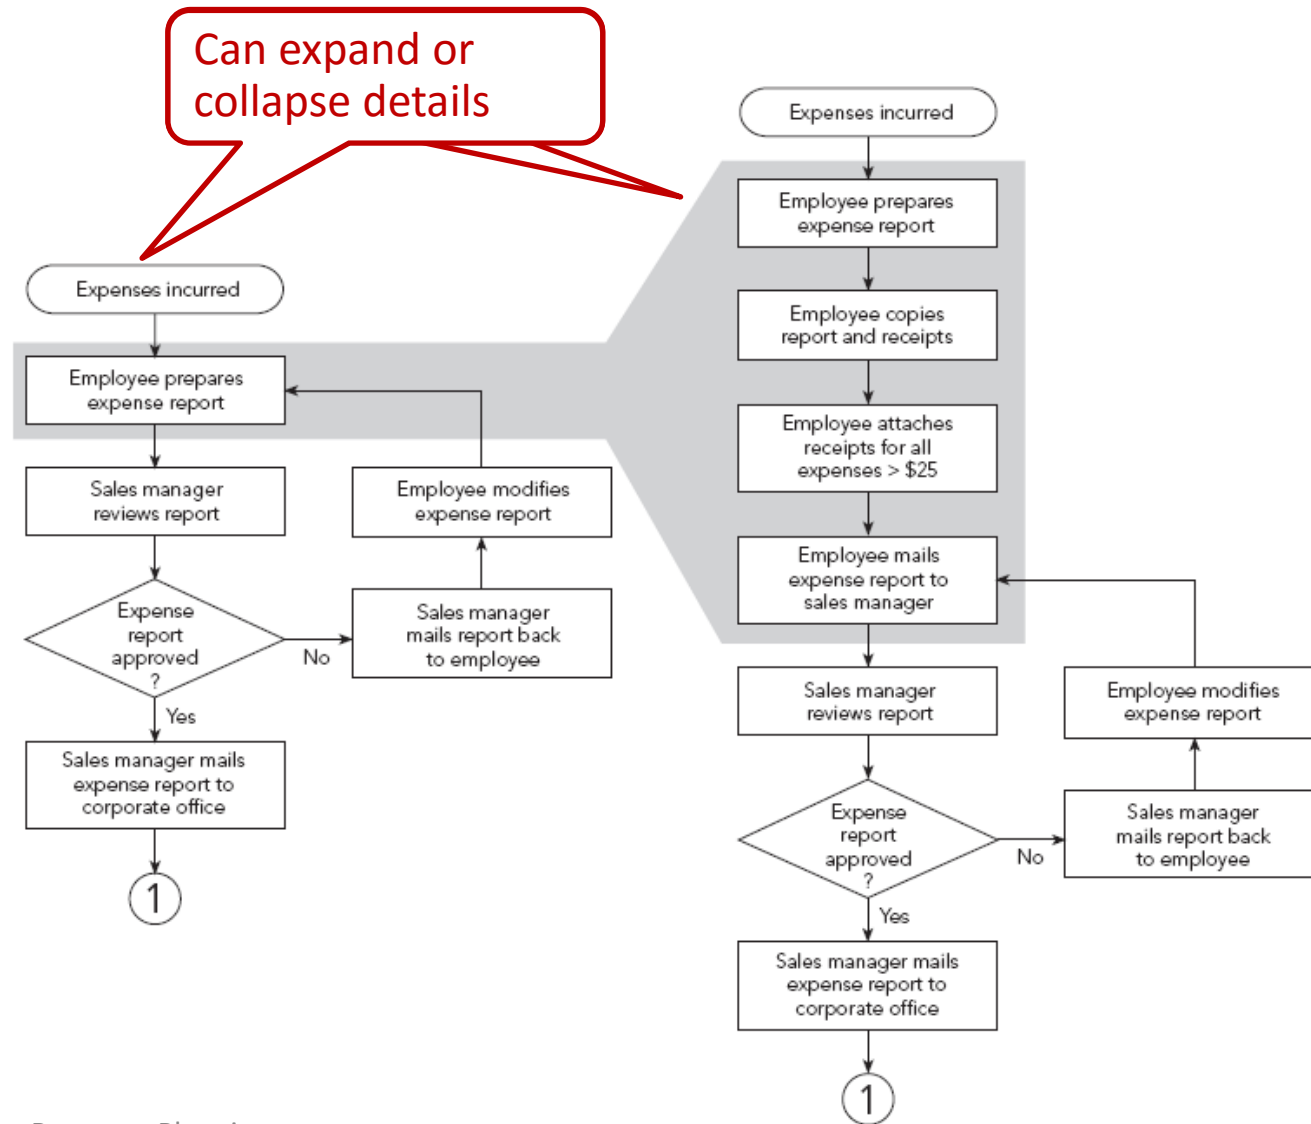 Can expand or
collapse details
Expenses incurred
Employee prepares
expense report
Sales manager
reviews report
Expense
report
approved
?
No
Yes
Sales manager
mails report back
to employee
Employee modifies
expense report
Sales manager mails
expense report to
corporate office
1
Expenses incurred
Employee prepares
expense report
Employee copies
report and receipts
Employee attaches
receipts for all
expenses > $25
Employee mails
expense report to
sales manager
Sales manager
reviews report
Expense
report
approved
?
No
Yes
Sales manager
mails report back
to employee
Employee modifies
expense report
Sales manager mails
expense report to
corporate office
1